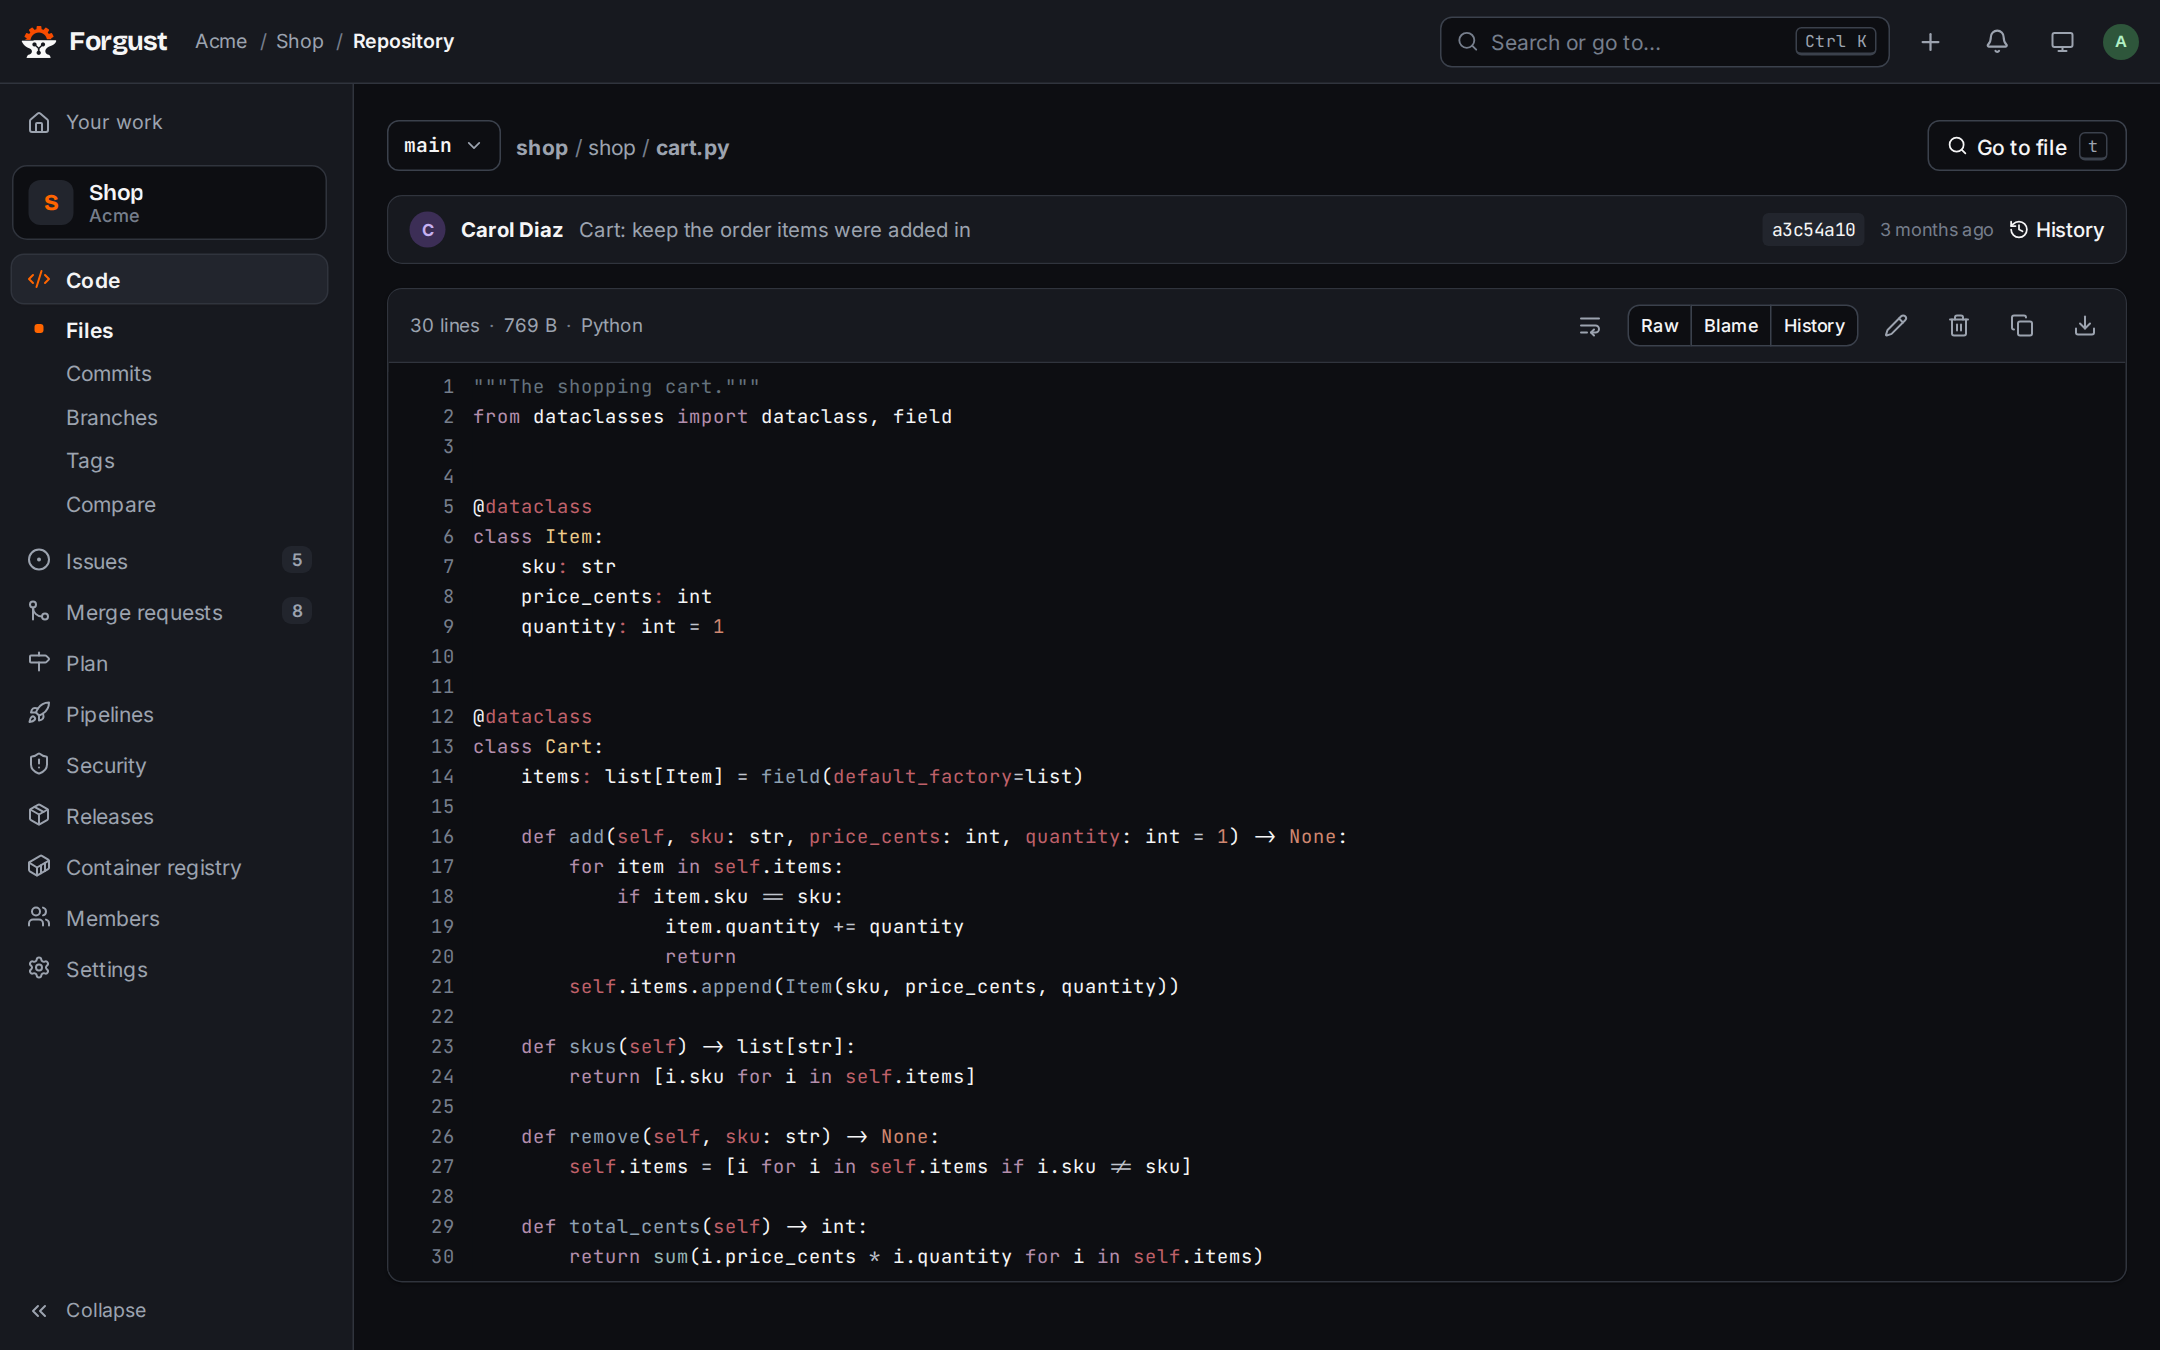 Forgust Acme / Shop / Repository Search or go to... Ctrl K A
Your work
S Shop
Acme
Code
Files
Commits
Branches
Tags
Compare
Issues 5
Merge requests 8
Plan
Pipelines
Security
Releases
Container registry
Members
Settings
Collapse
main shop / shop / cart.py Go to file t
C Carol Diaz Cart: keep the order items were added in a3c54a10 3 months ago History
30 lines · 769 B · Python Raw Blame History
1 """The shopping cart."""
2 from dataclasses import dataclass, field
3
4
5 @dataclass
6 class Item:
7     sku: str
8     price_cents: int
9     quantity: int = 1
10
11
12 @dataclass
13 class Cart:
14     items: list[Item] = field(default_factory=list)
15
16     def add(self, sku: str, price_cents: int, quantity: int = 1) -> None:
17         for item in self.items:
18             if item.sku == sku:
19                 item.quantity += quantity
20                 return
21         self.items.append(Item(sku, price_cents, quantity))
22
23     def skus(self) -> list[str]:
24         return [i.sku for i in self.items]
25
26     def remove(self, sku: str) -> None:
27         self.items = [i for i in self.items if i.sku != sku]
28
29     def total_cents(self) -> int:
30         return sum(i.price_cents * i.quantity for i in self.items)